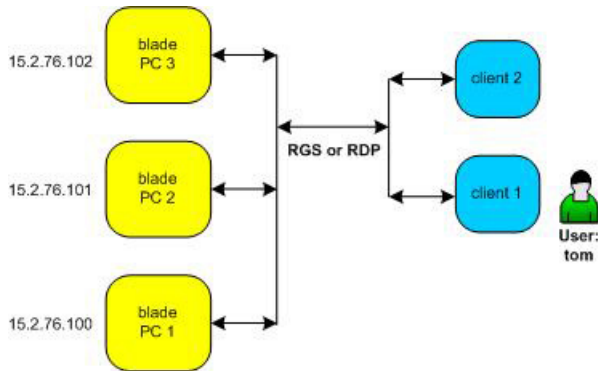 15.2.76.102
blade
PC 3
client 2
RGS or RDP
15.2.76.101
blade
PC 2
client 1
User:
tom
15.2.76.100
blade
PC 1